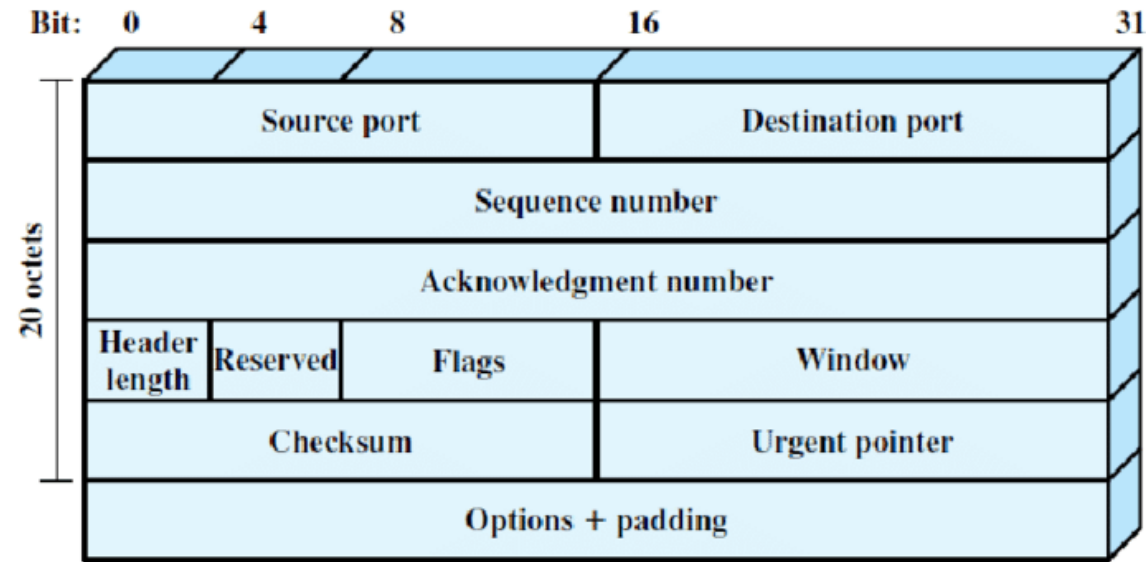 Bit: 0 4 8 16 31
Source port Destination port
Sequence number
Acknowledgment number
Header
length Reserved Flags Window
Checksum Urgent pointer
Options + padding
20 octets